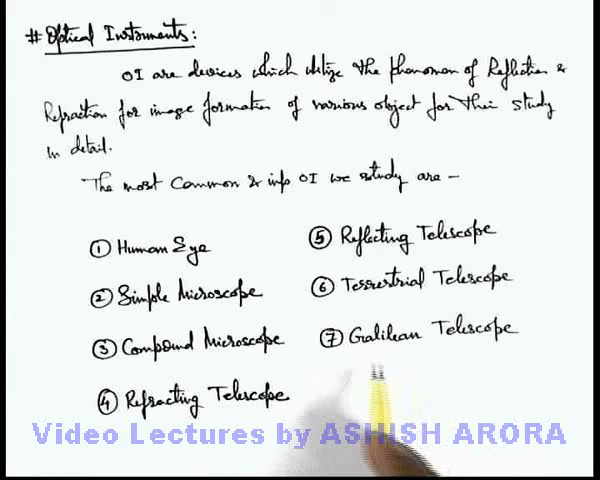 # Optical Instruments:
OI are devices which utilize the phenomon of Reflection &
Refraction for image formation of various object for their study
in detail.
The most Common & imp OI we study are –
① Human Eye
② Simple Microscope
③ Compound Microscope
④ Refracting Telescope
⑤ Reflecting Telescope
⑥ Terrestrial Telescope
⑦ Galilean Telescope
Video Lectures by ASHISH ARORA